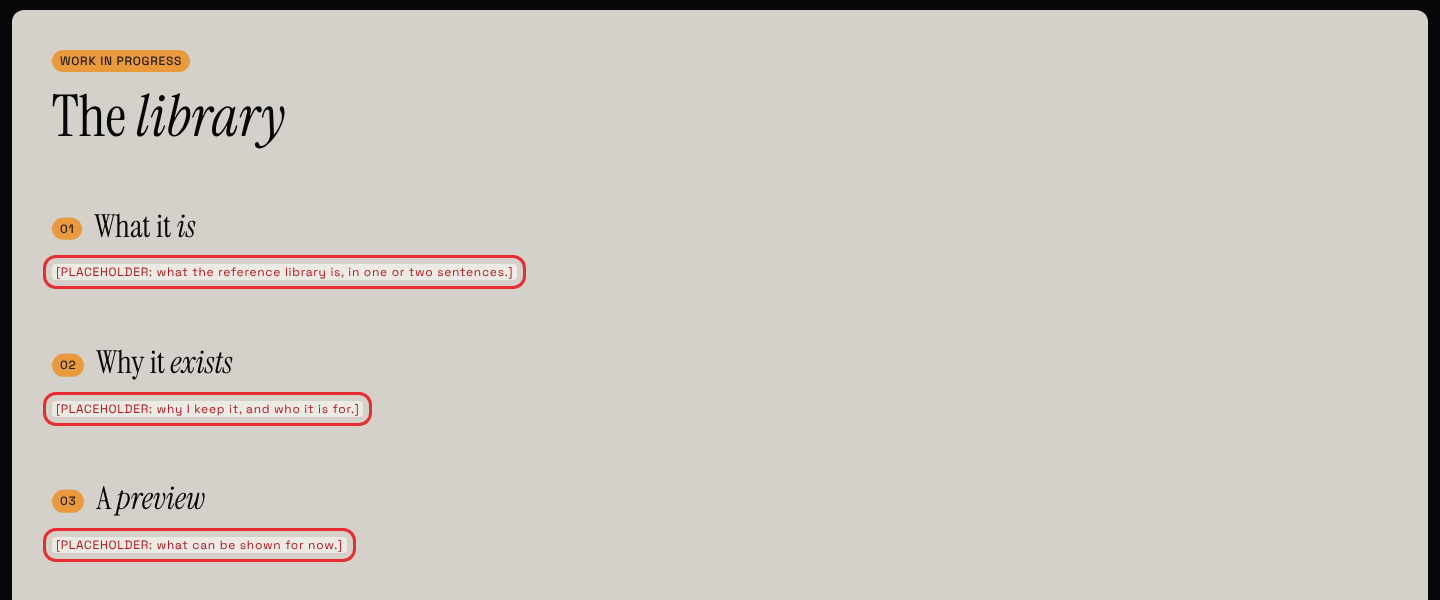 WORK IN PROGRESS
The library
01 What it is
[PLACEHOLDER: what the reference library is, in one or two sentences.]
02 Why it exists
[PLACEHOLDER: why I keep it, and who it is for.]
03 A preview
[PLACEHOLDER: what can be shown for now.]